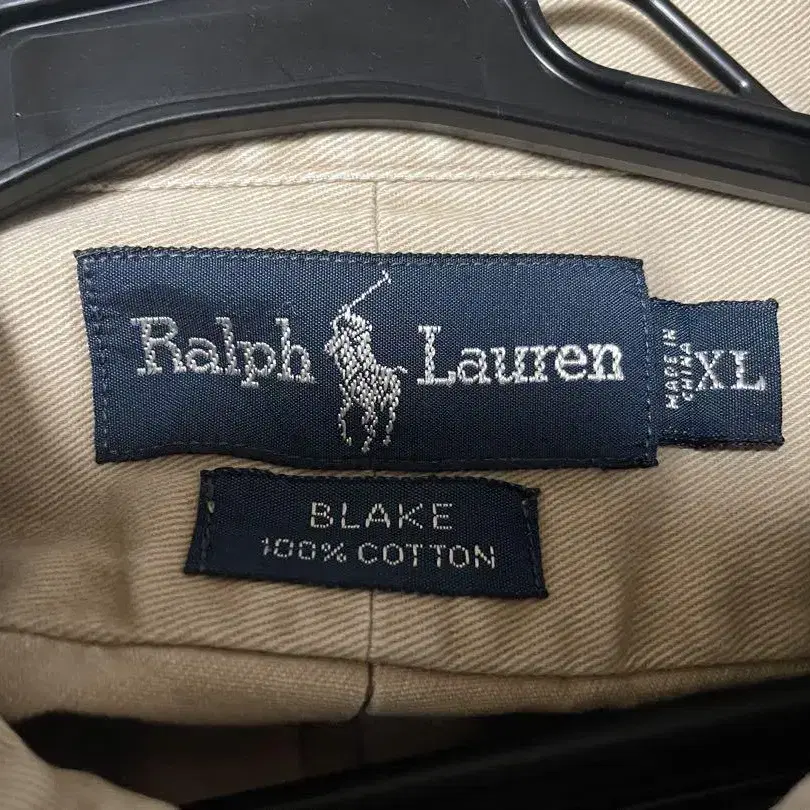 Ralph Lauren
MADE IN
CHINA
XL
BLAKE
100% COTTON